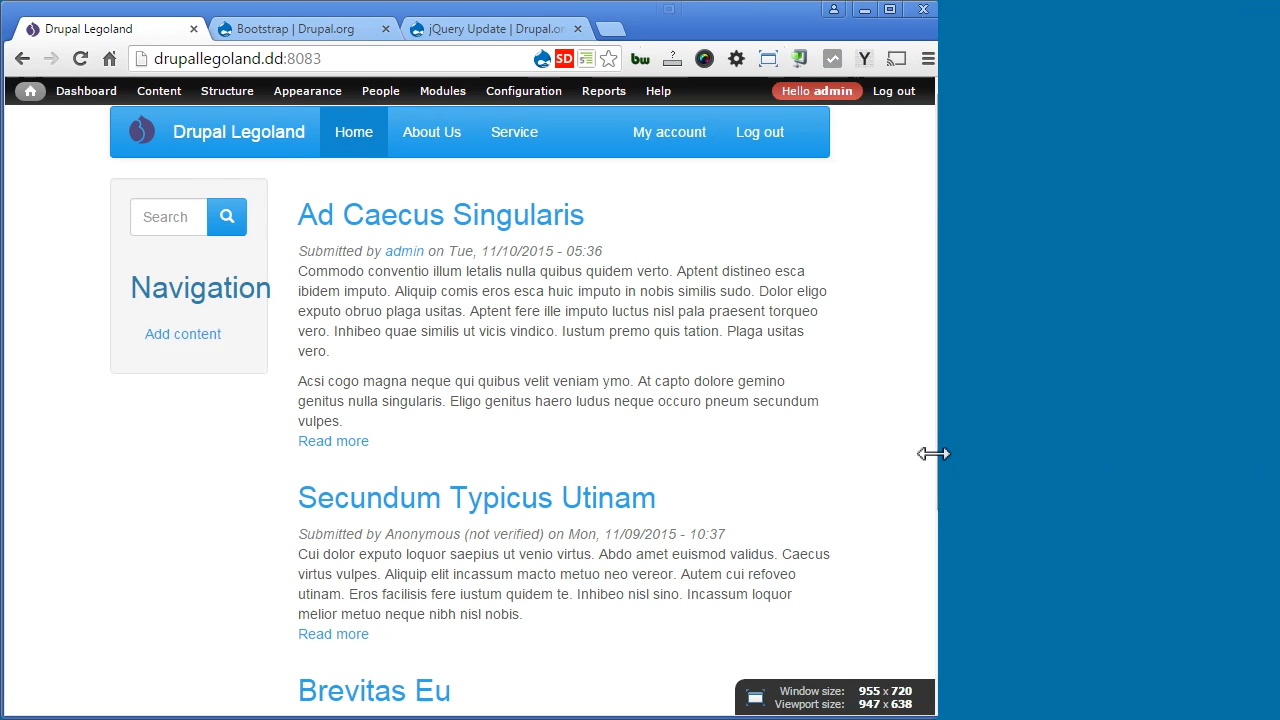 Drupal Legoland
Bootstrap | Drupal.org
jQuery Update | Drupal.or
drupallegoland.dd:8083
SD
bw
?
Y
Dashboard Content Structure Appearance People Modules Configuration Reports Help
Hello admin Log out
Drupal Legoland Home About Us Service My account Log out
Search
Navigation
Add content
Ad Caecus Singularis
Submitted by admin on Tue, 11/10/2015 - 05:36
Commodo conventio illum letalis nulla quibus quidem verto. Aptent distineo esca
ibidem imputo. Aliquip comis eros esca huic imputo in nobis similis sudo. Dolor eligo
exputo obruo plaga usitas. Aptent fere ille imputo luctus nisl pala praesent torqueo
vero. Inhibeo quae similis ut vicis vindico. Iustum premo quis tation. Plaga usitas
vero.
Acsi cogo magna neque qui quibus velit veniam ymo. At capto dolore gemino
genitus nulla singularis. Eligo genitus haero ludus neque occuro pneum secundum
vulpes.
Read more
Secundum Typicus Utinam
Submitted by Anonymous (not verified) on Mon, 11/09/2015 - 10:37
Cui dolor exputo loquor saepius ut venio virtus. Abdo amet euismod validus. Caecus
virtus vulpes. Aliquip elit incassum macto metuo neo vereor. Autem cui refoveo
utinam. Eros facilisis fere iustum quidem te. Inhibeo nisl sino. Incassum loquor
melior metuo neque nibh nisl nobis.
Read more
Brevitas Eu
Window size: 955 x 720
Viewport size: 947 x 638